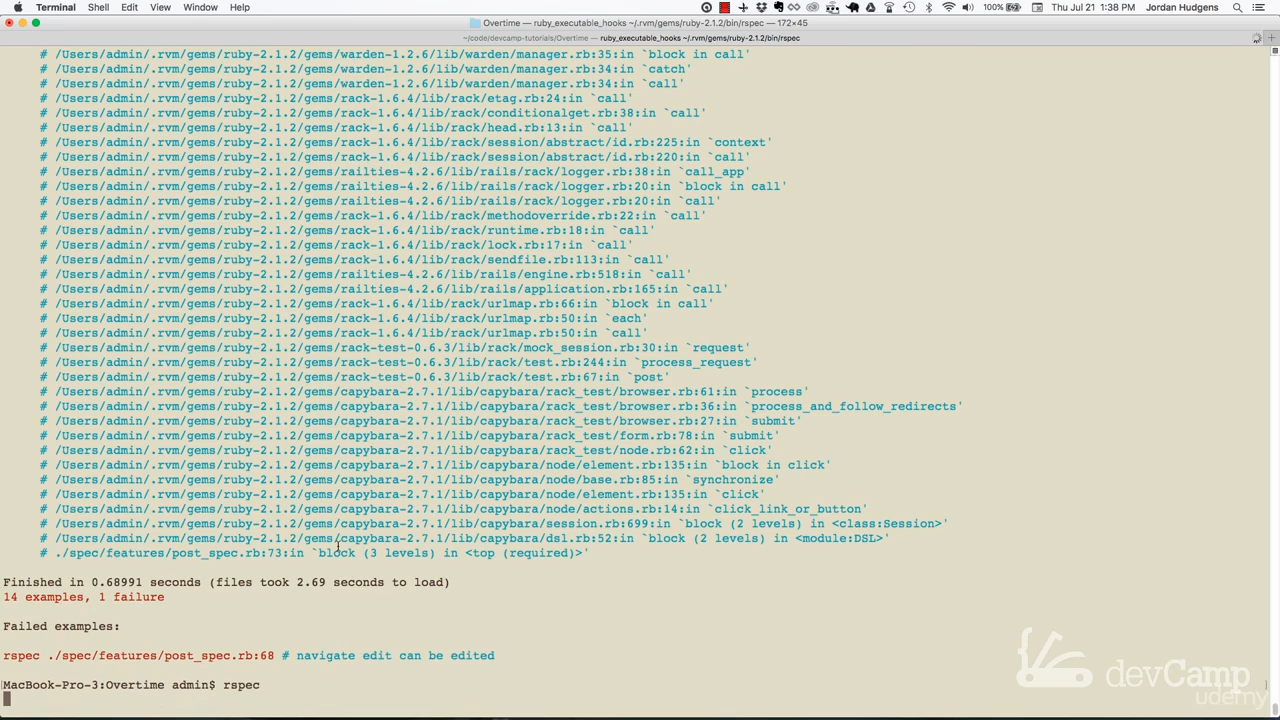 Terminal Shell Edit View Window Help 100% Thu Jul 21 1:38 PM Jordan Hudgens
Overtime — ruby_executable_hooks ~/.rvm/gems/ruby-2.1.2/bin/rspec — 172×45
~/code/devcamp-tutorials/Overtime — ruby_executable_hooks ~/.rvm/gems/ruby-2.1.2/bin/rspec
# /Users/admin/.rvm/gems/ruby-2.1.2/gems/warden-1.2.6/lib/warden/manager.rb:35:in `block in call'
# /Users/admin/.rvm/gems/ruby-2.1.2/gems/warden-1.2.6/lib/warden/manager.rb:34:in `catch'
# /Users/admin/.rvm/gems/ruby-2.1.2/gems/warden-1.2.6/lib/warden/manager.rb:34:in `call'
# /Users/admin/.rvm/gems/ruby-2.1.2/gems/rack-1.6.4/lib/rack/etag.rb:24:in `call'
# /Users/admin/.rvm/gems/ruby-2.1.2/gems/rack-1.6.4/lib/rack/conditionalget.rb:38:in `call'
# /Users/admin/.rvm/gems/ruby-2.1.2/gems/rack-1.6.4/lib/rack/head.rb:13:in `call'
# /Users/admin/.rvm/gems/ruby-2.1.2/gems/rack-1.6.4/lib/rack/session/abstract/id.rb:225:in `context'
# /Users/admin/.rvm/gems/ruby-2.1.2/gems/rack-1.6.4/lib/rack/session/abstract/id.rb:220:in `call'
# /Users/admin/.rvm/gems/ruby-2.1.2/gems/railties-4.2.6/lib/rails/rack/logger.rb:38:in `call_app'
# /Users/admin/.rvm/gems/ruby-2.1.2/gems/railties-4.2.6/lib/rails/rack/logger.rb:20:in `block in call'
# /Users/admin/.rvm/gems/ruby-2.1.2/gems/railties-4.2.6/lib/rails/rack/logger.rb:20:in `call'
# /Users/admin/.rvm/gems/ruby-2.1.2/gems/rack-1.6.4/lib/rack/methodoverride.rb:22:in `call'
# /Users/admin/.rvm/gems/ruby-2.1.2/gems/rack-1.6.4/lib/rack/runtime.rb:18:in `call'
# /Users/admin/.rvm/gems/ruby-2.1.2/gems/rack-1.6.4/lib/rack/lock.rb:17:in `call'
# /Users/admin/.rvm/gems/ruby-2.1.2/gems/rack-1.6.4/lib/rack/sendfile.rb:113:in `call'
# /Users/admin/.rvm/gems/ruby-2.1.2/gems/railties-4.2.6/lib/rails/engine.rb:518:in `call'
# /Users/admin/.rvm/gems/ruby-2.1.2/gems/railties-4.2.6/lib/rails/application.rb:165:in `call'
# /Users/admin/.rvm/gems/ruby-2.1.2/gems/rack-1.6.4/lib/rack/urlmap.rb:66:in `block in call'
# /Users/admin/.rvm/gems/ruby-2.1.2/gems/rack-1.6.4/lib/rack/urlmap.rb:50:in `each'
# /Users/admin/.rvm/gems/ruby-2.1.2/gems/rack-1.6.4/lib/rack/urlmap.rb:50:in `call'
# /Users/admin/.rvm/gems/ruby-2.1.2/gems/rack-test-0.6.3/lib/rack/mock_session.rb:30:in `request'
# /Users/admin/.rvm/gems/ruby-2.1.2/gems/rack-test-0.6.3/lib/rack/test.rb:244:in `process_request'
# /Users/admin/.rvm/gems/ruby-2.1.2/gems/rack-test-0.6.3/lib/rack/test.rb:67:in `post'
# /Users/admin/.rvm/gems/ruby-2.1.2/gems/capybara-2.7.1/lib/capybara/rack_test/browser.rb:61:in `process'
# /Users/admin/.rvm/gems/ruby-2.1.2/gems/capybara-2.7.1/lib/capybara/rack_test/browser.rb:36:in `process_and_follow_redirects'
# /Users/admin/.rvm/gems/ruby-2.1.2/gems/capybara-2.7.1/lib/capybara/rack_test/browser.rb:27:in `submit'
# /Users/admin/.rvm/gems/ruby-2.1.2/gems/capybara-2.7.1/lib/capybara/rack_test/form.rb:78:in `submit'
# /Users/admin/.rvm/gems/ruby-2.1.2/gems/capybara-2.7.1/lib/capybara/rack_test/node.rb:62:in `click'
# /Users/admin/.rvm/gems/ruby-2.1.2/gems/capybara-2.7.1/lib/capybara/node/element.rb:135:in `block in click'
# /Users/admin/.rvm/gems/ruby-2.1.2/gems/capybara-2.7.1/lib/capybara/node/base.rb:85:in `synchronize'
# /Users/admin/.rvm/gems/ruby-2.1.2/gems/capybara-2.7.1/lib/capybara/node/element.rb:135:in `click'
# /Users/admin/.rvm/gems/ruby-2.1.2/gems/capybara-2.7.1/lib/capybara/node/actions.rb:14:in `click_link_or_button'
# /Users/admin/.rvm/gems/ruby-2.1.2/gems/capybara-2.7.1/lib/capybara/session.rb:699:in `block (2 levels) in <class:Session>'
# /Users/admin/.rvm/gems/ruby-2.1.2/gems/capybara-2.7.1/lib/capybara/dsl.rb:52:in `block (2 levels) in <module:DSL>'
# ./spec/features/post_spec.rb:73:in `block (3 levels) in <top (required)>'
Finished in 0.68991 seconds (files took 2.69 seconds to load)
14 examples, 1 failure
Failed examples:
rspec ./spec/features/post_spec.rb:68 # navigate edit can be edited
MacBook-Pro-3:Overtime admin$ rspec
devCamp
udemy